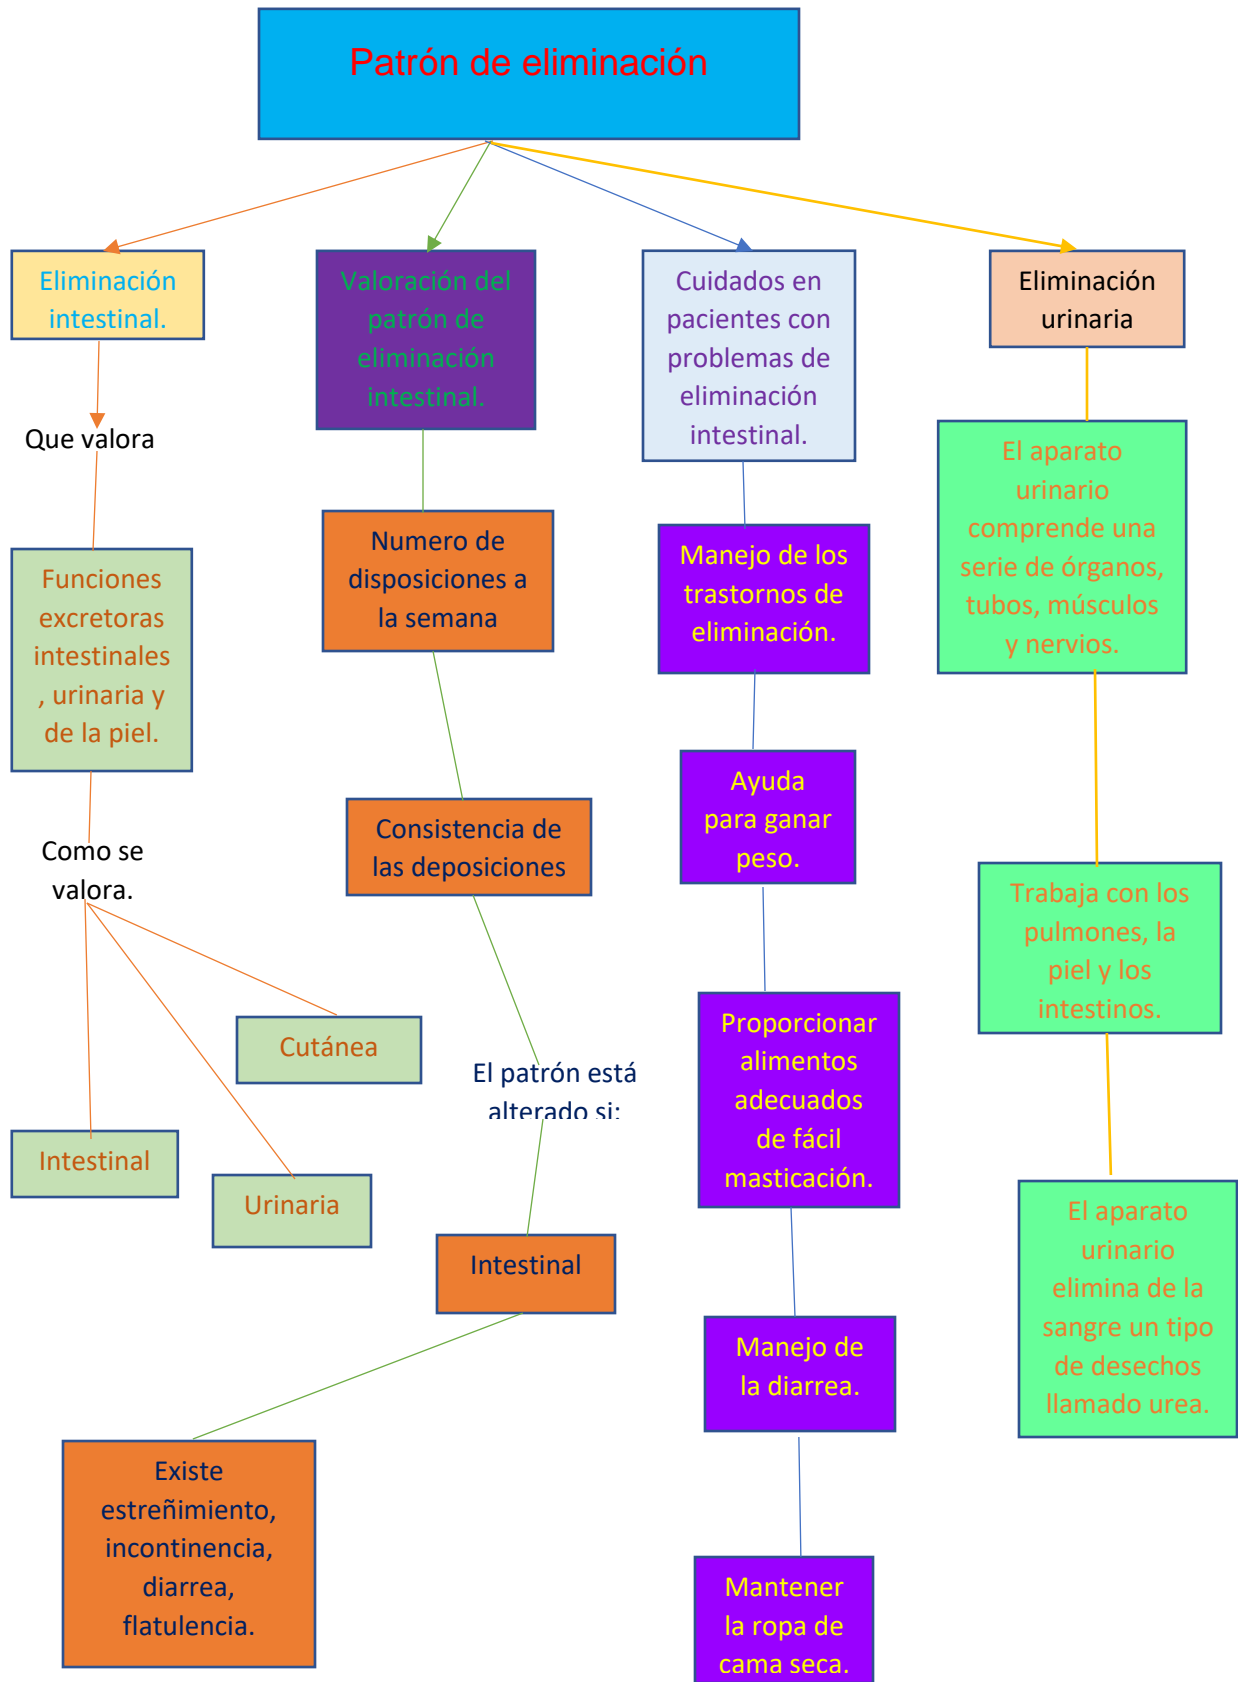 Patrón de eliminación
Eliminación
intestinal.
Que valora
Funciones
excretoras
intestinales
, urinaria y
de la piel.
Como se
valora.
Cutánea
Intestinal
Urinaria
Valoración del
patrón de
eliminación
intestinal.
Numero de
disposiciones a
la semana
Consistencia de
las deposiciones
El patrón está
alterado si:
Intestinal
Existe
estreñimiento,
incontinencia,
diarrea,
flatulencia.
Cuidados en
pacientes con
problemas de
eliminación
intestinal.
Manejo de los
trastornos de
eliminación.
Ayuda
para ganar
peso.
Proporcionar
alimentos
adecuados
de fácil
masticación.
Manejo de
la diarrea.
Mantener
la ropa de
cama seca.
Eliminación
urinaria
El aparato
urinario
comprende una
serie de órganos,
tubos, músculos
y nervios.
Trabaja con los
pulmones, la
piel y los
intestinos.
El aparato
urinario
elimina de la
sangre un tipo
de desechos
llamado urea.